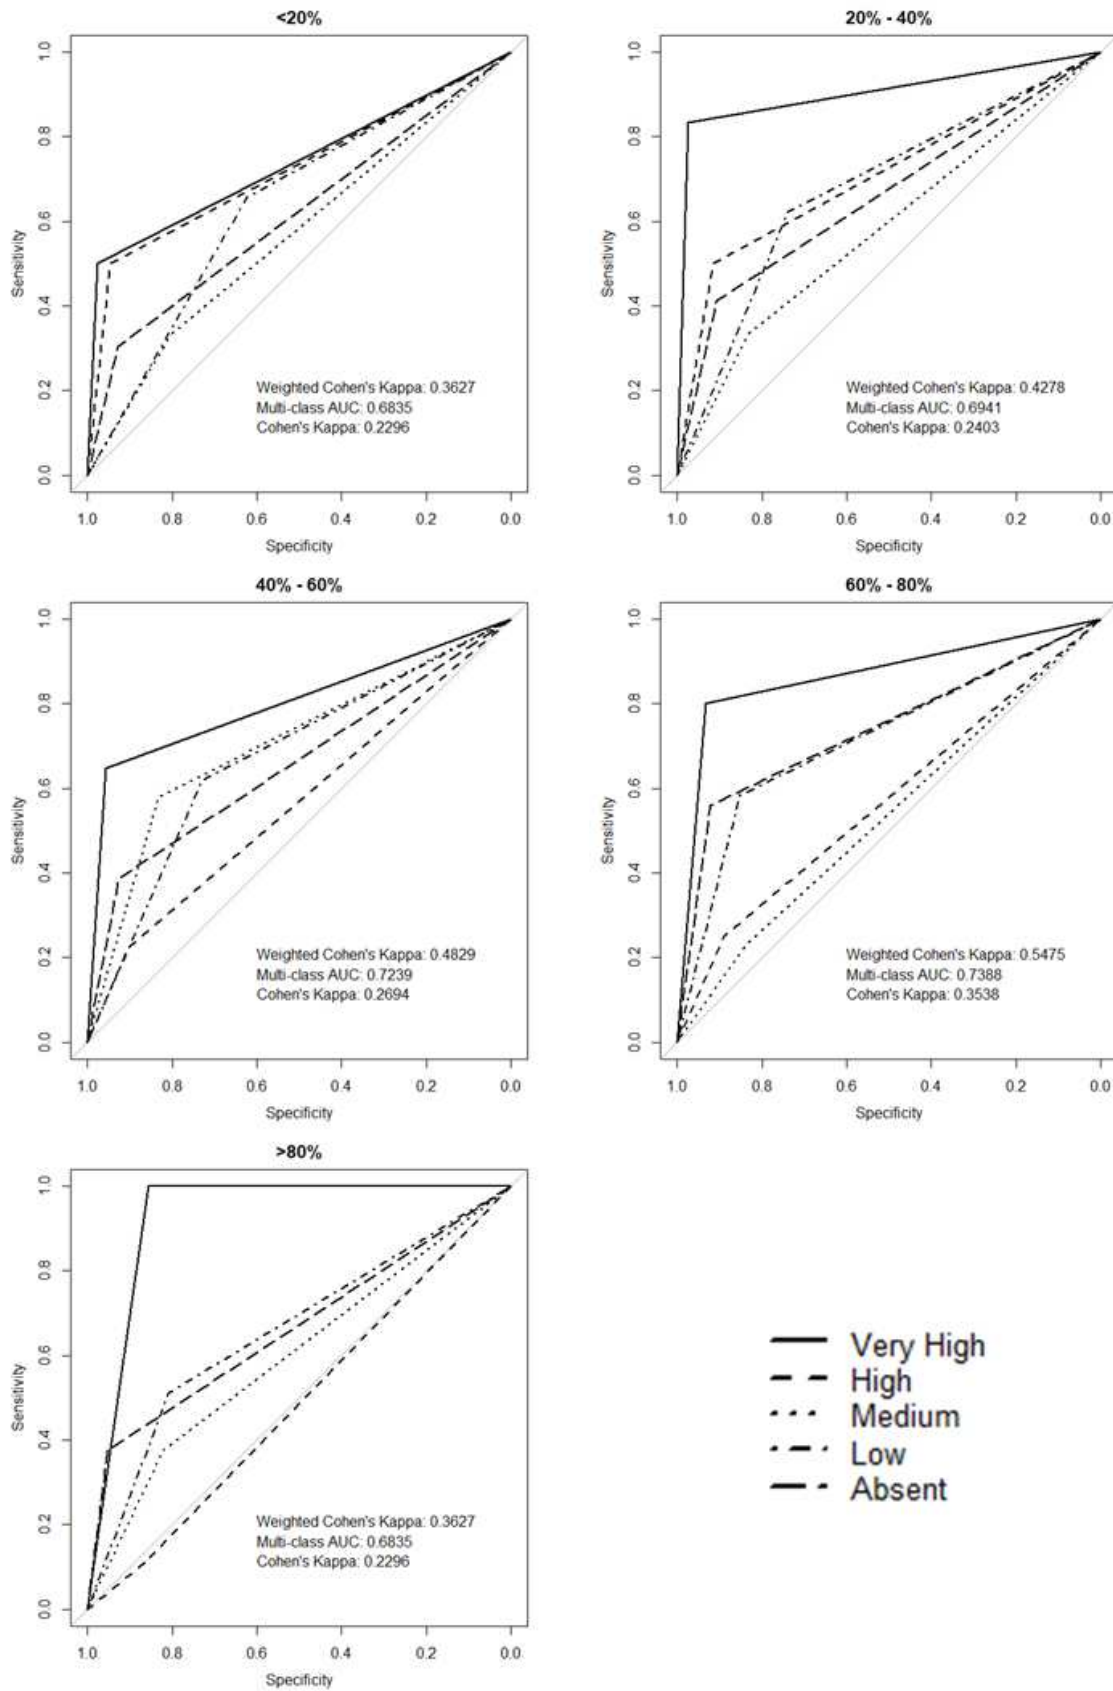 <20%
1.0
0.8
0.6
0.4
0.2
0.0
Sensitivity
Weighted Cohen's Kappa: 0.3627
Multi-class AUC: 0.6835
Cohen's Kappa: 0.2296
1.0 0.8 0.6 0.4 0.2 0.0
Specificity
20% - 40%
1.0
0.8
0.6
0.4
0.2
0.0
Sensitivity
Weighted Cohen's Kappa: 0.4278
Multi-class AUC: 0.6941
Cohen's Kappa: 0.2403
1.0 0.8 0.6 0.4 0.2 0.0
Specificity
40% - 60%
1.0
0.8
0.6
0.4
0.2
0.0
Sensitivity
Weighted Cohen's Kappa: 0.4829
Multi-class AUC: 0.7239
Cohen's Kappa: 0.2694
1.0 0.8 0.6 0.4 0.2 0.0
Specificity
60% - 80%
1.0
0.8
0.6
0.4
0.2
0.0
Sensitivity
Weighted Cohen's Kappa: 0.5475
Multi-class AUC: 0.7388
Cohen's Kappa: 0.3538
1.0 0.8 0.6 0.4 0.2 0.0
Specificity
>80%
1.0
0.8
0.6
0.4
0.2
0.0
Sensitivity
Weighted Cohen's Kappa: 0.3627
Multi-class AUC: 0.6835
Cohen's Kappa: 0.2296
1.0 0.8 0.6 0.4 0.2 0.0
Specificity
Very High
High
Medium
Low
Absent